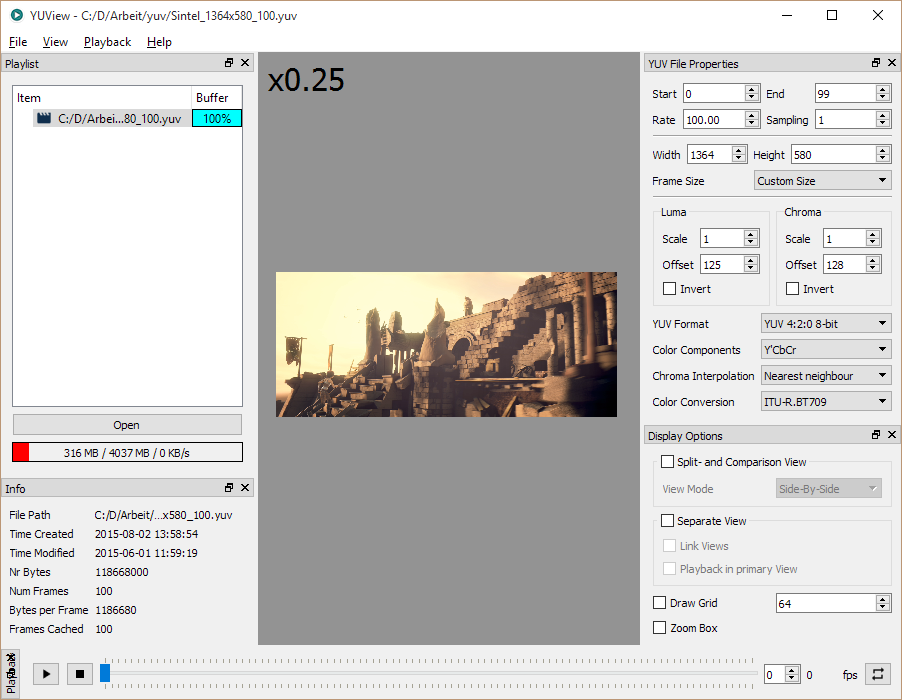 YUView - C:/D/Arbeit/yuv/Sintel_1364x580_100.yuv
File View Playback Help
Playlist
Item Buffer
C:/D/Arbei...80_100.yuv 100%
Open
316 MB / 4037 MB / 0 KB/s
Info
File Path C:/D/Arbeit/...x580_100.yuv
Time Created 2015-08-02 13:58:54
Time Modified 2015-06-01 11:59:19
Nr Bytes 118668000
Num Frames 100
Bytes per Frame 1186680
Frames Cached 100
x0.25
YUV File Properties
Start 0 End 99
Rate 100.00 Sampling 1
Width 1364 Height 580
Frame Size Custom Size
Luma
Scale 1
Offset 125
Invert
Chroma
Scale 1
Offset 128
Invert
YUV Format YUV 4:2:0 8-bit
Color Components Y'CbCr
Chroma Interpolation Nearest neighbour
Color Conversion ITU-R.BT709
Display Options
Split- and Comparison View
View Mode Side-By-Side
Separate View
Link Views
Playback in primary View
Draw Grid 64
Zoom Box
0 0 fps